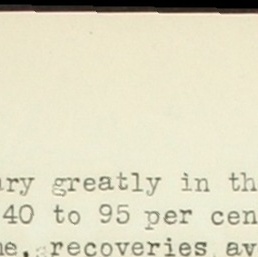 ary greatly in th
40 to 95 per cen
ne, recoveries av